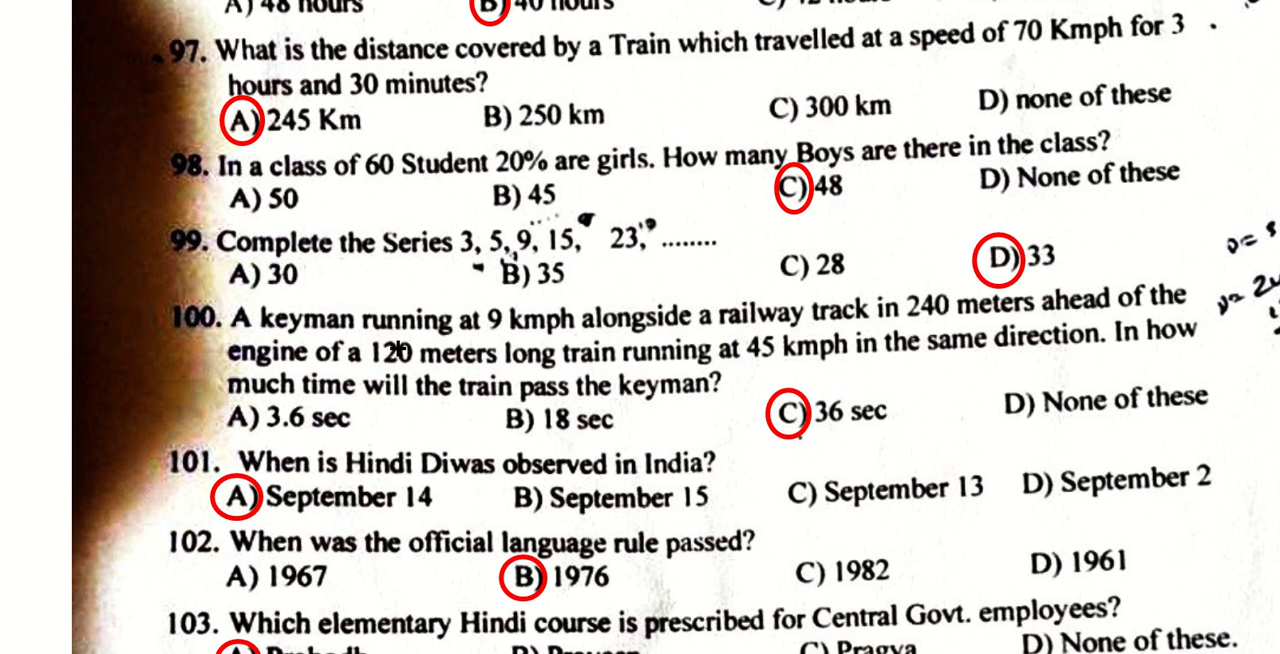 A) 48 hours B) 40 hours
97. What is the distance covered by a Train which travelled at a speed of 70 Kmph for 3
hours and 30 minutes?
A) 245 Km B) 250 km C) 300 km D) none of these
98. In a class of 60 Student 20% are girls. How many Boys are there in the class?
A) 50 B) 45 C) 48 D) None of these
99. Complete the Series 3, 5, 9, 15, 23, ........
A) 30 B) 35 C) 28 D) 33
100. A keyman running at 9 kmph alongside a railway track in 240 meters ahead of the
engine of a 120 meters long train running at 45 kmph in the same direction. In how
much time will the train pass the keyman?
A) 3.6 sec B) 18 sec C) 36 sec D) None of these
101. When is Hindi Diwas observed in India?
A) September 14 B) September 15 C) September 13 D) September 2
102. When was the official language rule passed?
A) 1967 B) 1976 C) 1982 D) 1961
103. Which elementary Hindi course is prescribed for Central Govt. employees?
C) Pragya D) None of these.